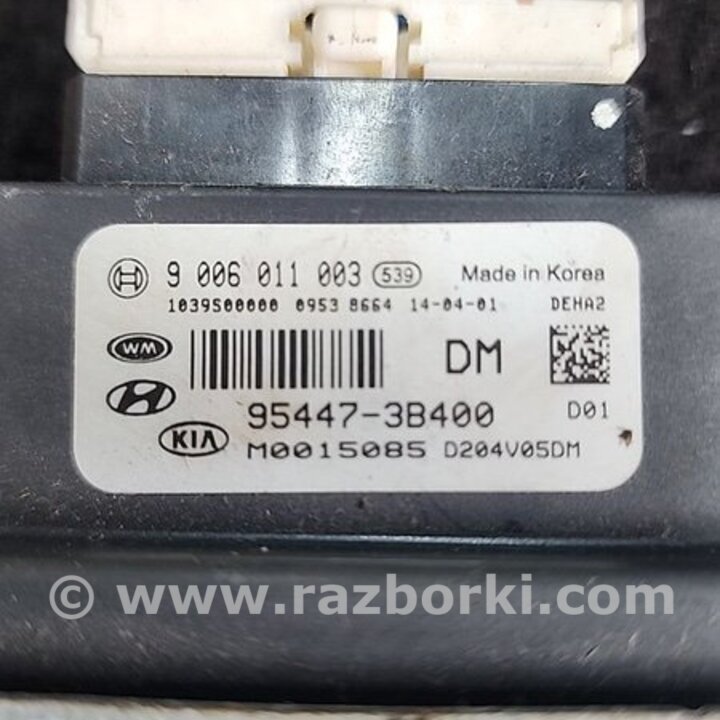 9 006 011 003 539 Made in Korea
1039S00000 0953 8664 14-04-01 DEHA2
WM DM
95447-3B400 D01
KIA M0015085 D204V05DM
© www.razborki.com